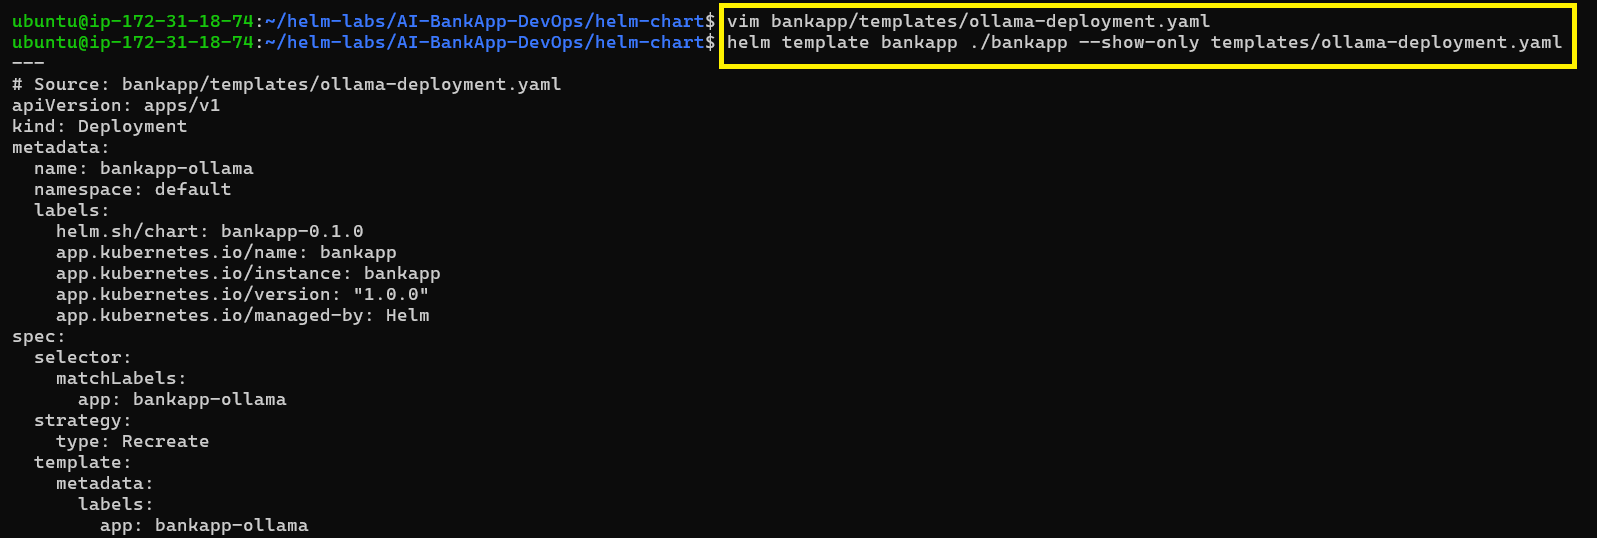 ubuntu@ip-172-31-18-74:~/helm-labs/AI-BankApp-DevOps/helm-chart$ vim bankapp/templates/ollama-deployment.yaml
ubuntu@ip-172-31-18-74:~/helm-labs/AI-BankApp-DevOps/helm-chart$ helm template bankapp ./bankapp --show-only templates/ollama-deployment.yaml
---
# Source: bankapp/templates/ollama-deployment.yaml
apiVersion: apps/v1
kind: Deployment
metadata:
  name: bankapp-ollama
  namespace: default
  labels:
    helm.sh/chart: bankapp-0.1.0
    app.kubernetes.io/name: bankapp
    app.kubernetes.io/instance: bankapp
    app.kubernetes.io/version: "1.0.0"
    app.kubernetes.io/managed-by: Helm
spec:
  selector:
    matchLabels:
      app: bankapp-ollama
  strategy:
    type: Recreate
  template:
    metadata:
      labels:
        app: bankapp-ollama